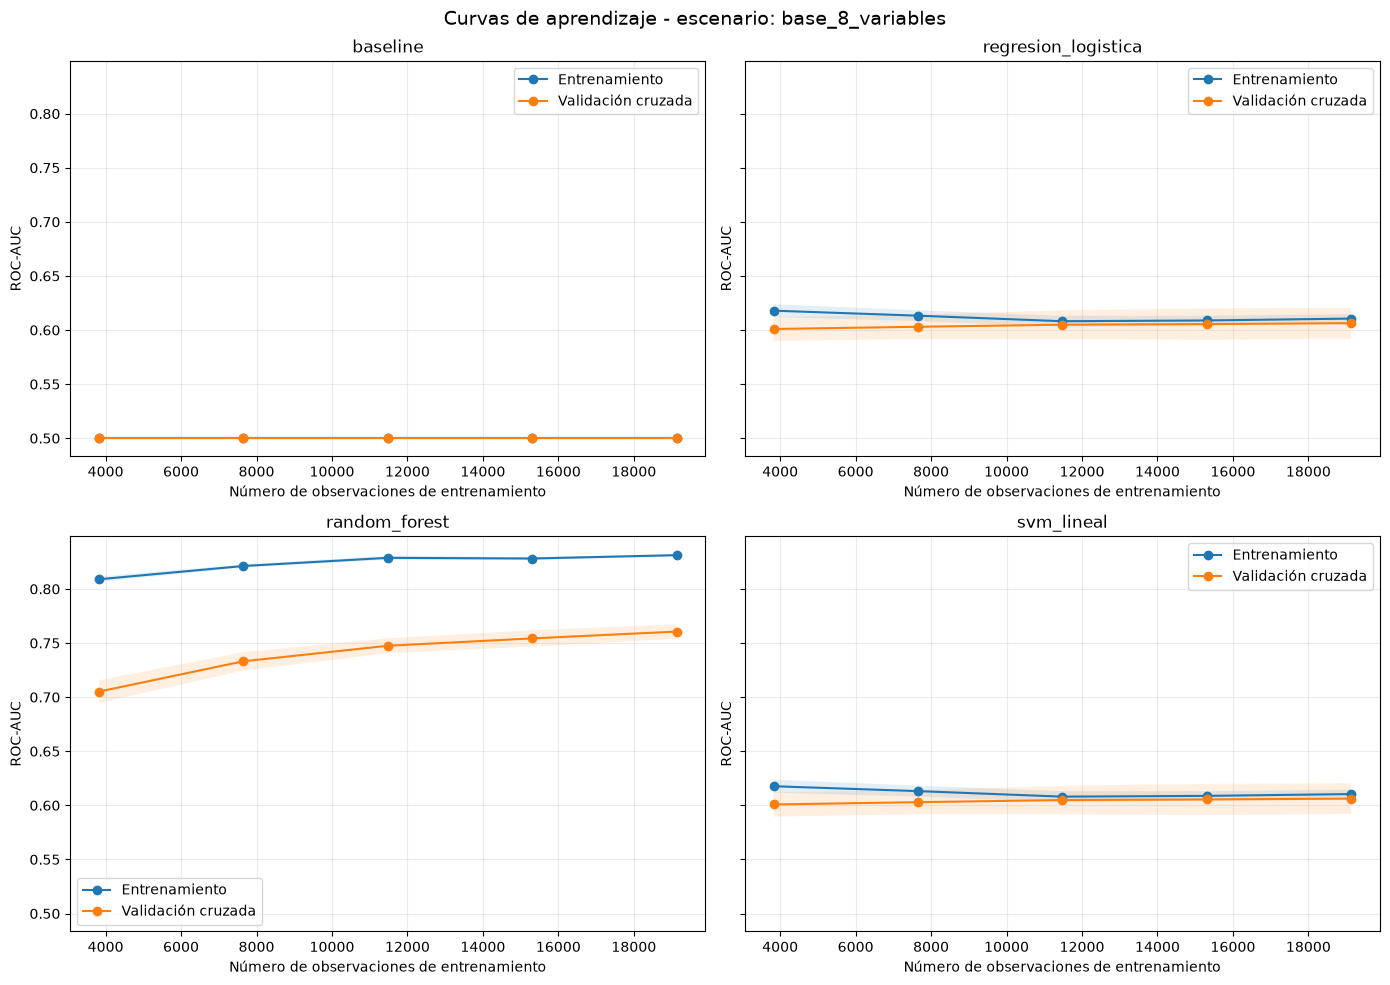 Curvas de aprendizaje - escenario: base_8_variables
baseline
Entrenamiento
Validación cruzada
0.80
0.75
0.70
0.65
0.60
0.55
0.50
ROC-AUC
4000 6000 8000 10000 12000 14000 16000 18000
Número de observaciones de entrenamiento
regresion_logistica
Entrenamiento
Validación cruzada
ROC-AUC
4000 6000 8000 10000 12000 14000 16000 18000
Número de observaciones de entrenamiento
random_forest
0.80
0.75
0.70
0.65
0.60
0.55
0.50
ROC-AUC
Entrenamiento
Validación cruzada
4000 6000 8000 10000 12000 14000 16000 18000
Número de observaciones de entrenamiento
svm_lineal
Entrenamiento
Validación cruzada
ROC-AUC
4000 6000 8000 10000 12000 14000 16000 18000
Número de observaciones de entrenamiento